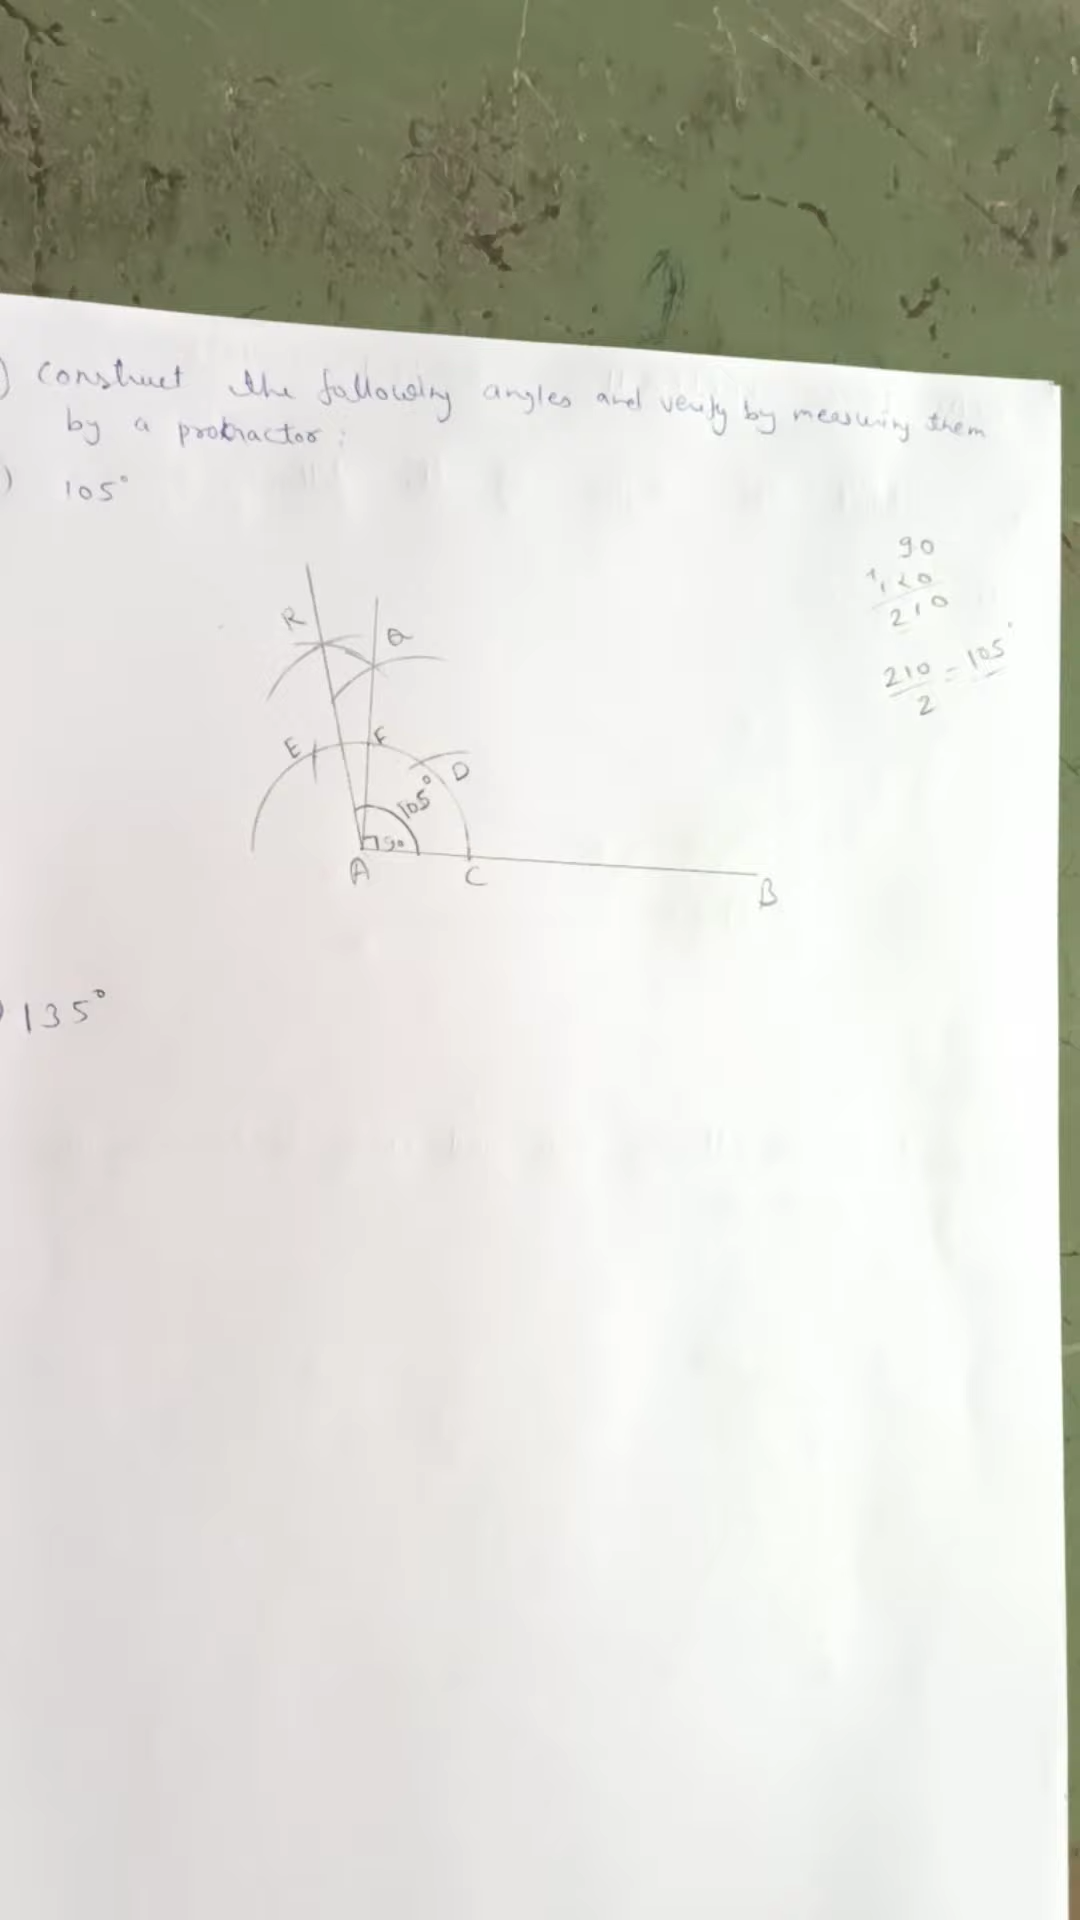 ) Construct the following angles and verify by measuring them
by a protractor :
) 105°
90
+120
210
210/2 = 105°
R
Q
E
F
D
105°
90
A
C
B
) 135°